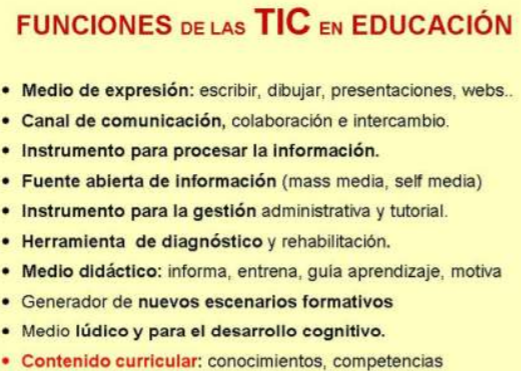 FUNCIONES DE LAS TIC EN EDUCACIÓN
• Medio de expresión: escribir, dibujar, presentaciones, webs..
• Canal de comunicación, colaboración e intercambio.
• Instrumento para procesar la información.
• Fuente abierta de información (mass media, self media)
• Instrumento para la gestión administrativa y tutorial.
• Herramienta de diagnóstico y rehabilitación.
• Medio didáctico: informa, entrena, guía aprendizaje, motiva
• Generador de nuevos escenarios formativos
• Medio lúdico y para el desarrollo cognitivo.
• Contenido curricular: conocimientos, competencias